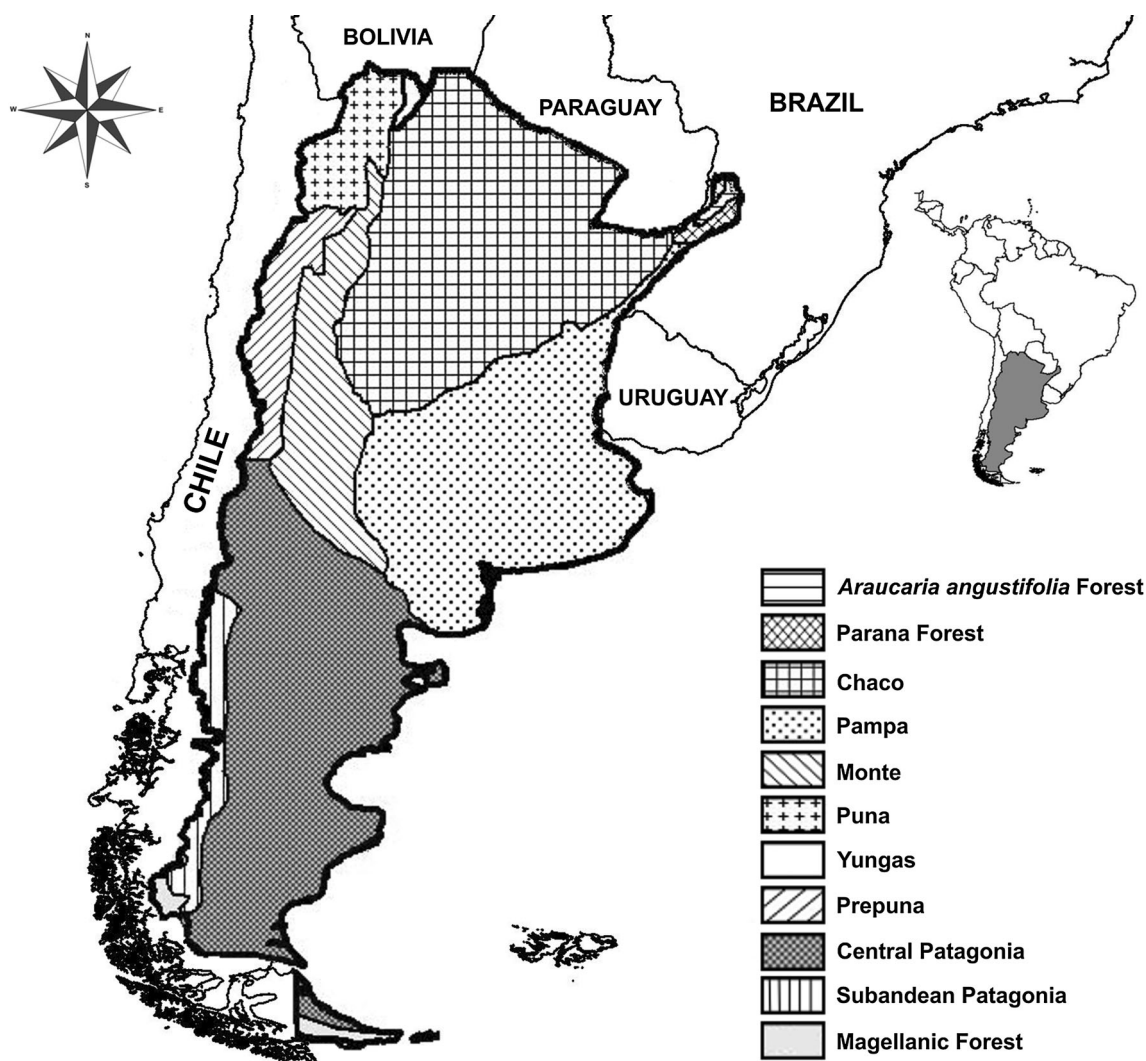 N
W
E
S
BOLIVIA
PARAGUAY
BRAZIL
URUGUAY
CHILE
Araucaria angustifolia Forest
Parana Forest
Chaco
Pampa
Monte
Puna
Yungas
Prepuna
Central Patagonia
Subandean Patagonia
Magellanic Forest